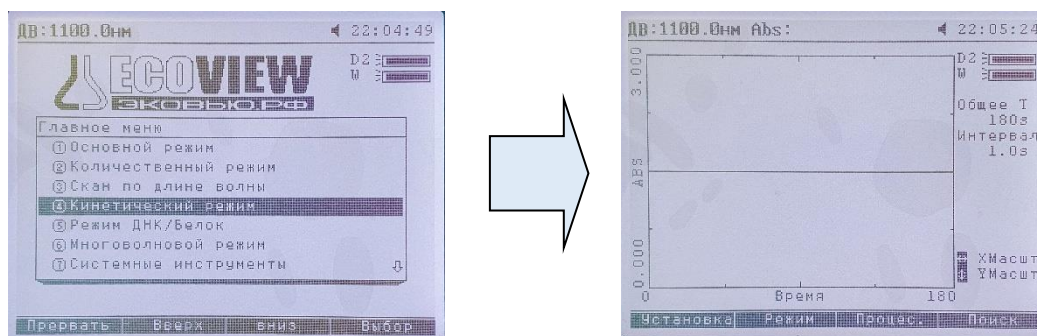 ДВ:1100.0нм 22:04:49
D2
W
ECOVIEW
ЭКОВЬЮ.РФ
Главное меню
①Основной режим
②Количественный режим
③Скан по длине волны
④Кинетический режим
⑤Режим ДНК/Белок
⑥Многоволновой режим
⑦Системные инструменты
Прервать Вверх вниз Выбор
ДВ:1100.0нм Abs: 22:05:24
3.000
ABS
0.000
0 Время 180
D2
W
Общее Т
180s
Интервал
1.0s
XМасшт
YМасшт
Установка Режим Процес. Поиск